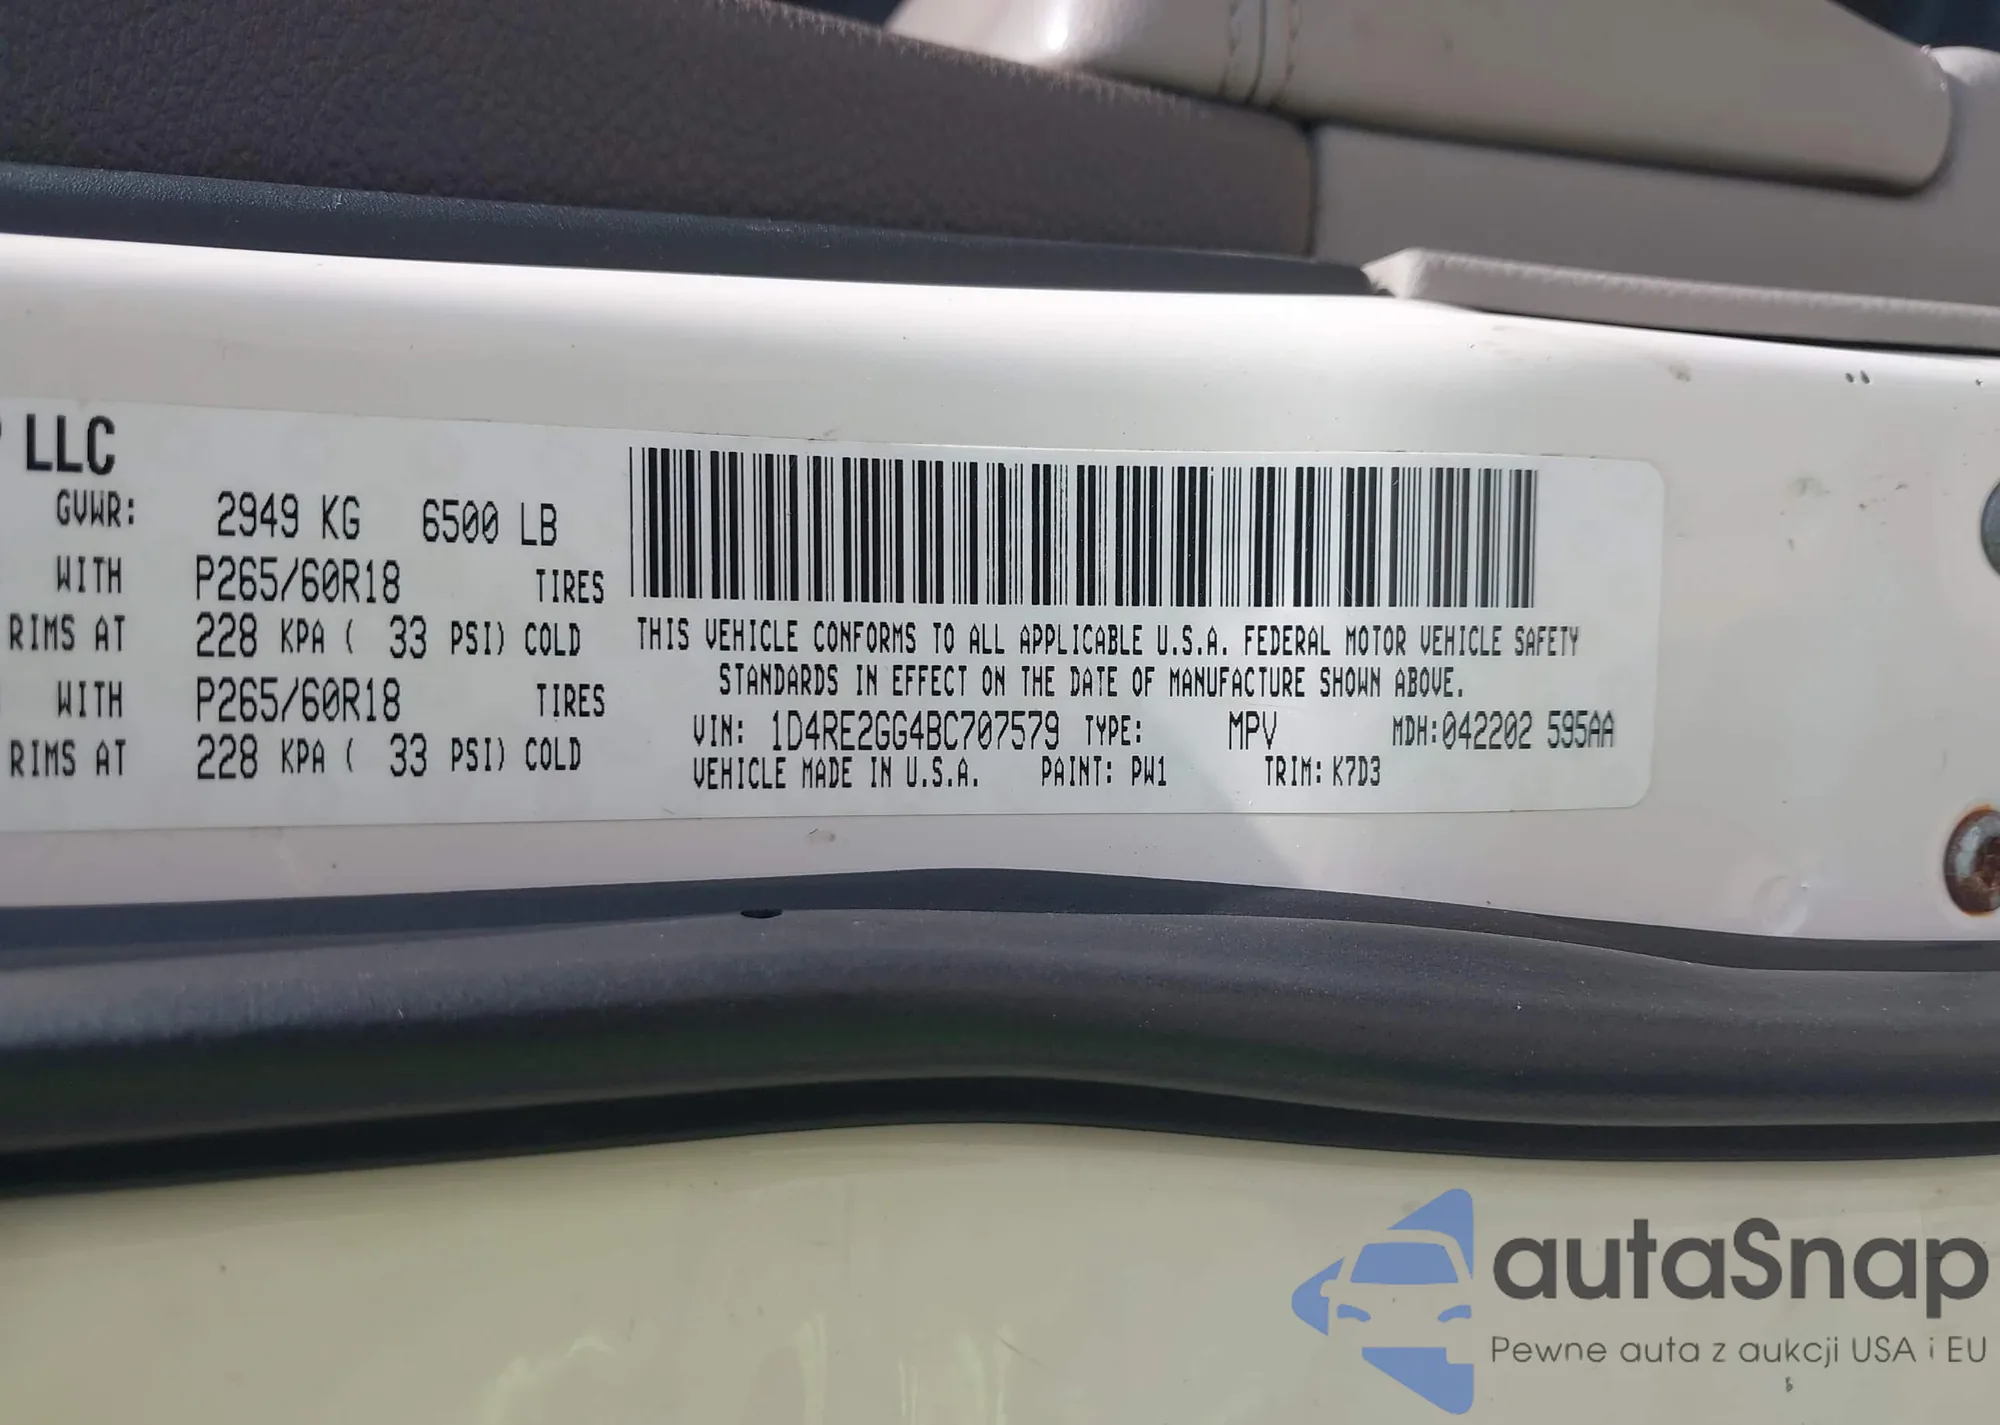 LLC
GVWR: 2949 KG 6500 LB
WITH P265/60R18 TIRES
RIMS AT 228 KPA ( 33 PSI) COLD
WITH P265/60R18 TIRES
RIMS AT 228 KPA ( 33 PSI) COLD
THIS VEHICLE CONFORMS TO ALL APPLICABLE U.S.A. FEDERAL MOTOR VEHICLE SAFETY
STANDARDS IN EFFECT ON THE DATE OF MANUFACTURE SHOWN ABOVE.
VIN: 1D4RE2GG4BC707579 TYPE: MPV MDH:042202 595AA
VEHICLE MADE IN U.S.A. PAINT: PW1 TRIM: K7D3
autaSnap
Pewne auta z aukcji USA i EU